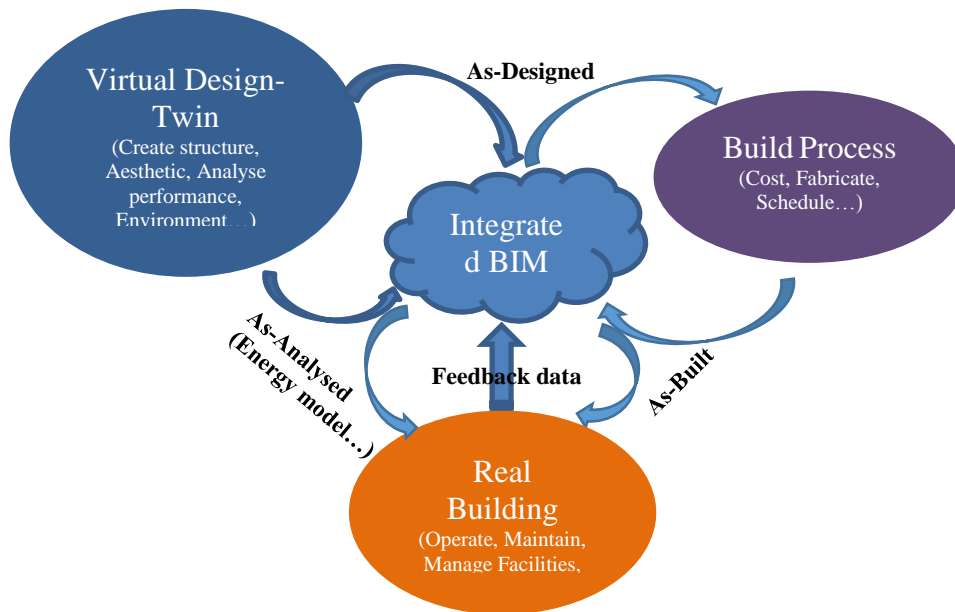 Virtual Design-
Twin
(Create structure,
Aesthetic, Analyse
performance,
Environment…)
As-Designed
Build Process
(Cost, Fabricate,
Schedule…)
Integrate
d BIM
As-Analysed
(Energy model…)
Feedback data
As-Built
Real
Building
(Operate, Maintain,
Manage Facilities,